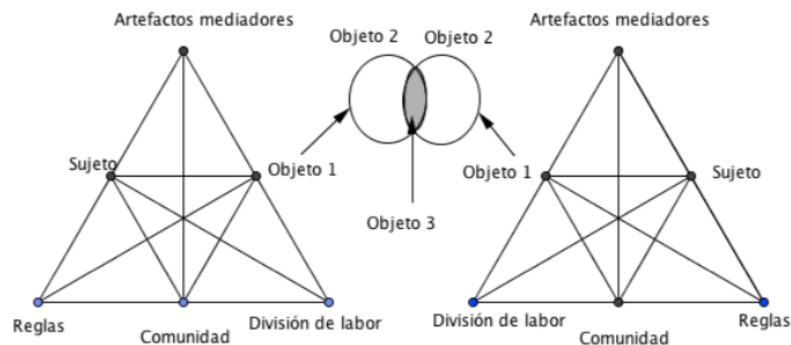 Artefactos mediadores
Artefactos mediadores
Objeto 2
Objeto 2
Sujeto
Objeto 1
Objeto 1
Sujeto
Objeto 3
Reglas
Comunidad
División de labor
División de labor
Comunidad
Reglas